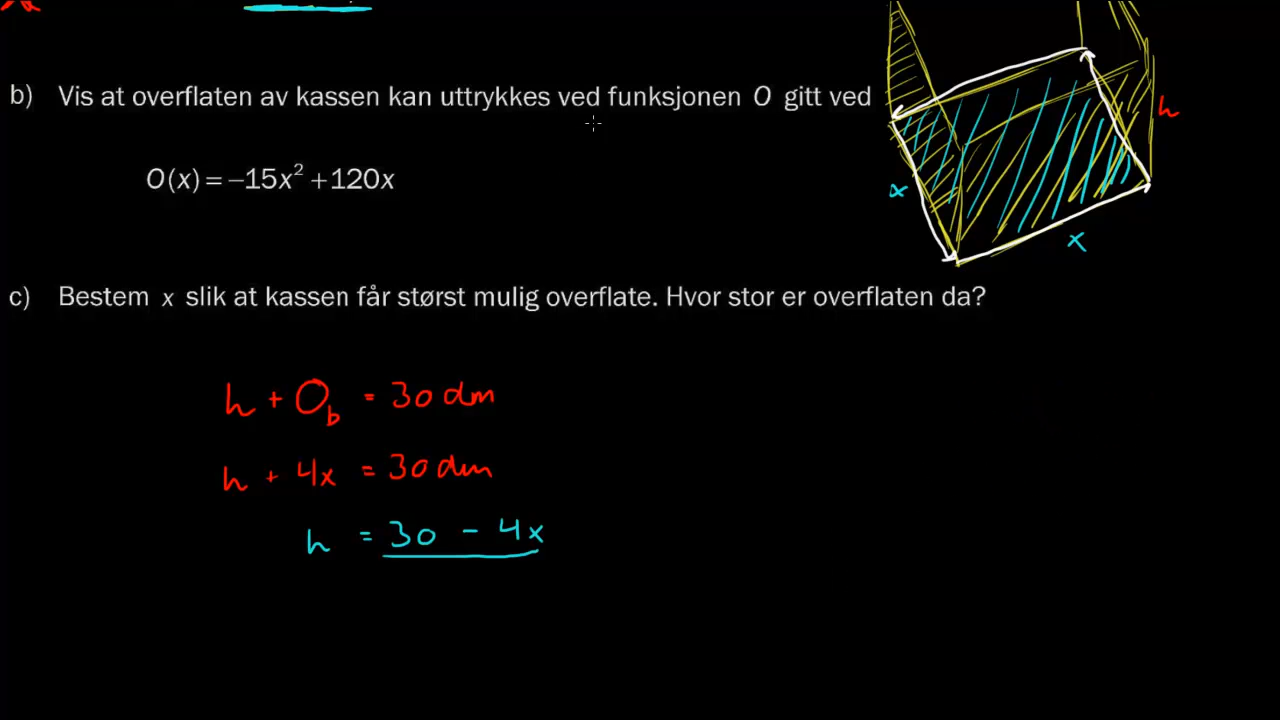 b) Vis at overflaten av kassen kan uttrykkes ved funksjonen O gitt ved
O(x) = −15x² + 120x
h
x
x
c) Bestem x slik at kassen får størst mulig overflate. Hvor stor er overflaten da?
h + O_b = 30 dm
h + 4x = 30 dm
h = 30 − 4x